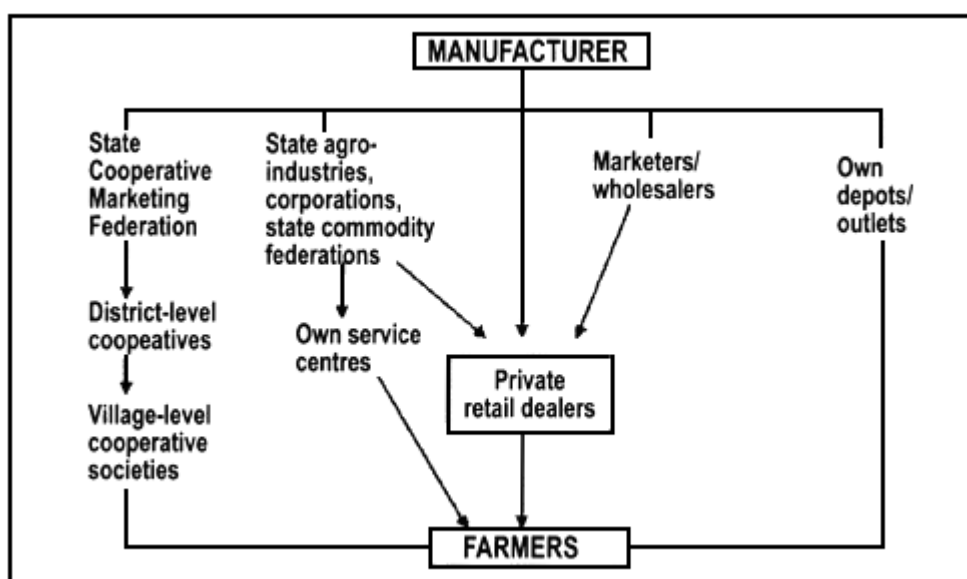 MANUFACTURER
State
Cooperative
Marketing
Federation
State agro-
industries,
corporations,
state commodity
federations
Marketers/
wholesalers
Own
depots/
outlets
District-level
coopeatives
Own service
centres
Private
retail dealers
Village-level
cooperative
societies
FARMERS